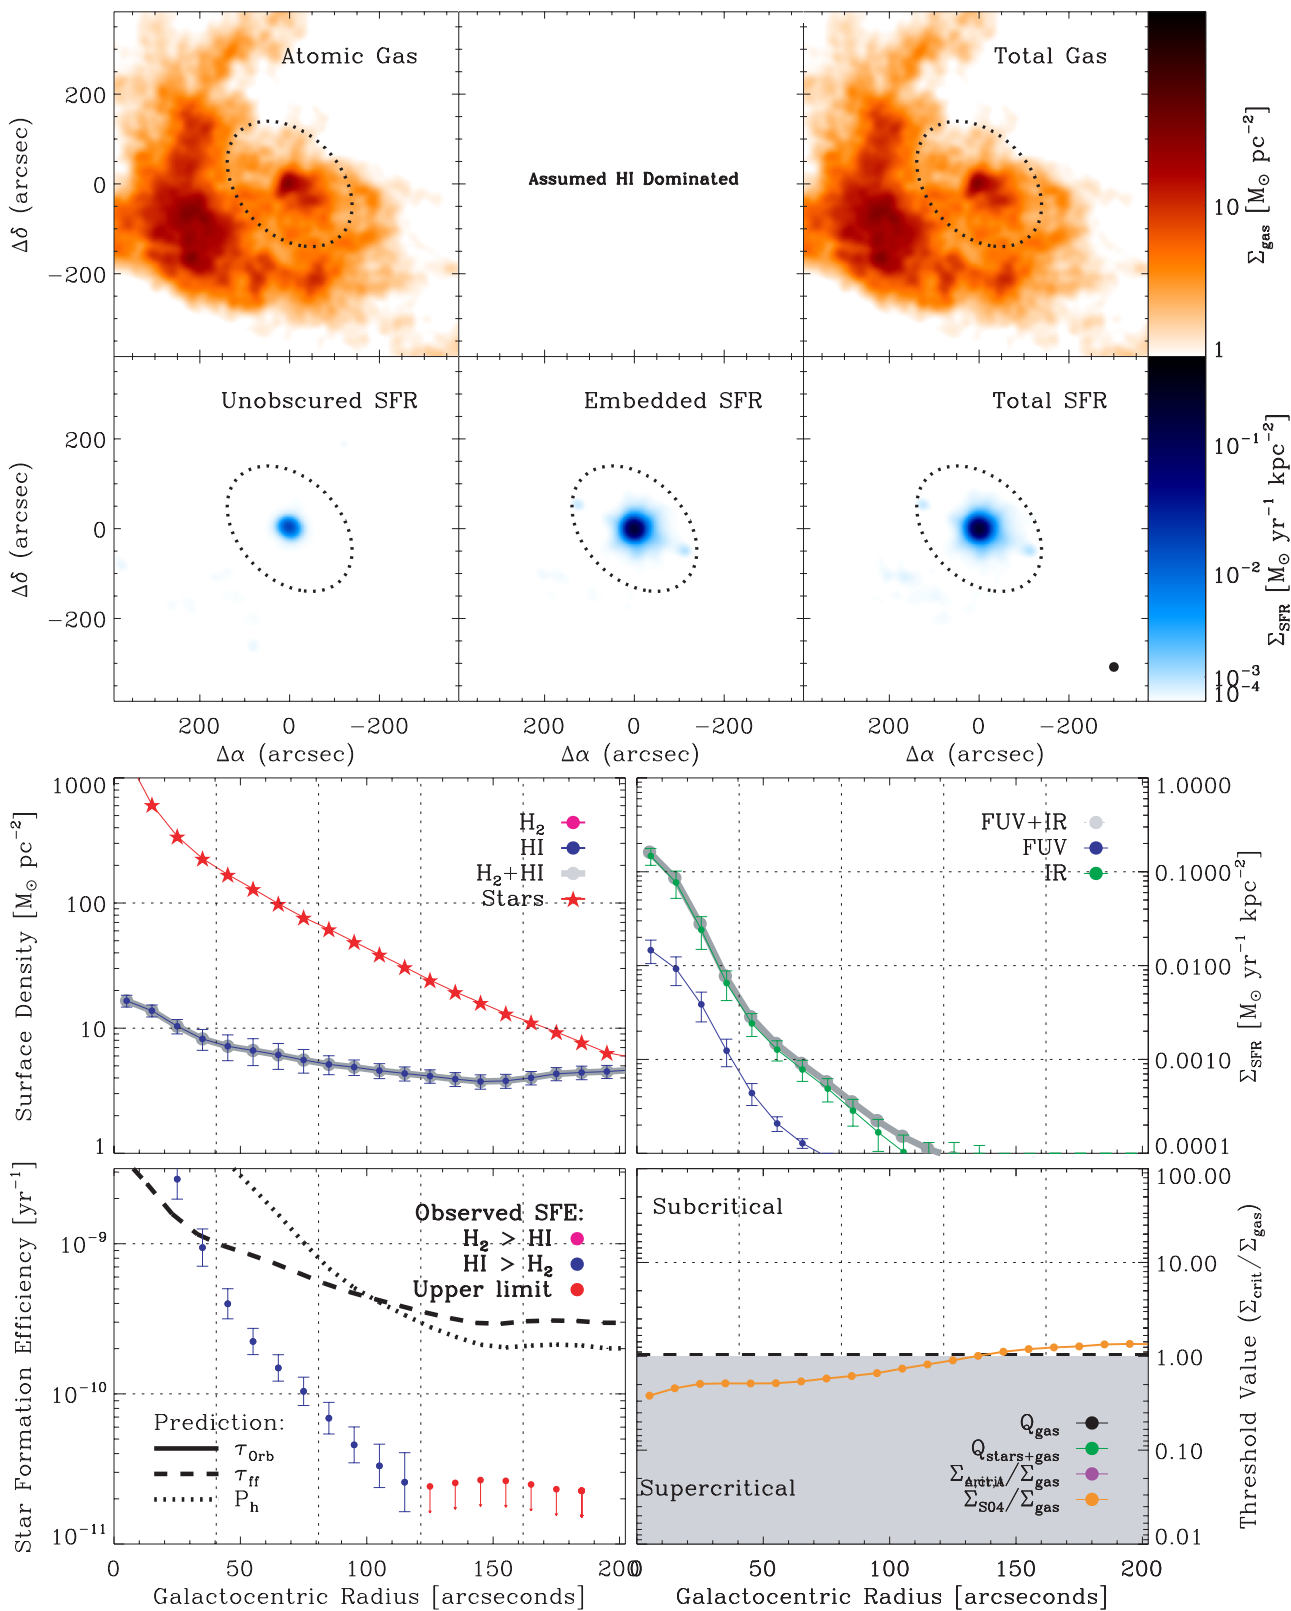 Atomic Gas
Total Gas
Assumed HI Dominated
200
0
−200
Δδ (arcsec)
10
1
Σgas [M⊙ pc−2]
Unobscured SFR
Embedded SFR
Total SFR
200
0
−200
Δδ (arcsec)
10−1
10−2
10−3
10−4
ΣSFR [M⊙ yr−1 kpc−2]
200 0 −200
200 0 −200
200 0 −200
Δα (arcsec)
Δα (arcsec)
Δα (arcsec)
1000
100
10
1
Surface Density [M⊙ pc−2]
H2
HI
H2+HI
Stars
FUV+IR
FUV
IR
1.0000
0.1000
0.0100
0.0010
0.0001
ΣSFR [M⊙ yr−1 kpc−2]
10−9
10−10
10−11
Star Formation Efficiency [yr−1]
Observed SFE:
H2 > HI
HI > H2
Upper limit
Prediction:
τOrb
τff
Ph
0 50 100 150 200
Galactocentric Radius [arcseconds]
Subcritical
Supercritical
Qgas
Qstars+gas
ΣS04/Σgas
100.00
10.00
1.00
0.10
0.01
Threshold Value (Σcrit/Σgas)
0 50 100 150 200
Galactocentric Radius [arcseconds]